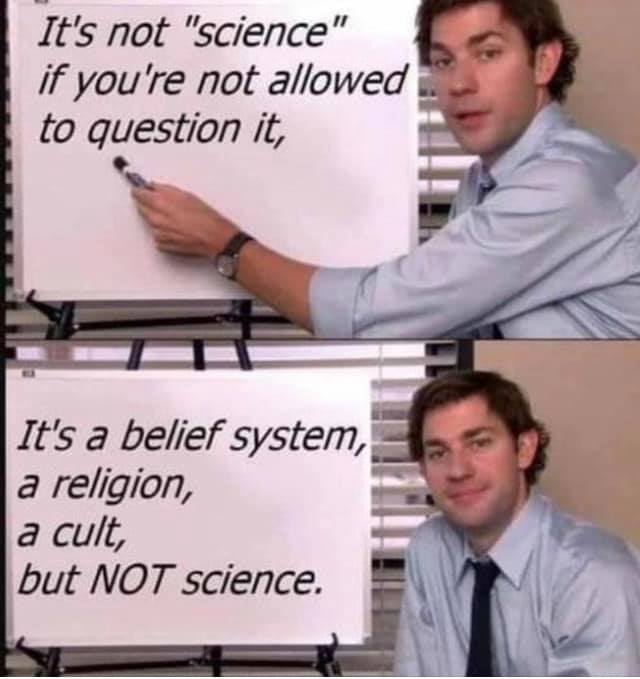 It's not "science"
if you're not allowed
to question it,
It's a belief system,
a religion,
a cult,
but NOT science.